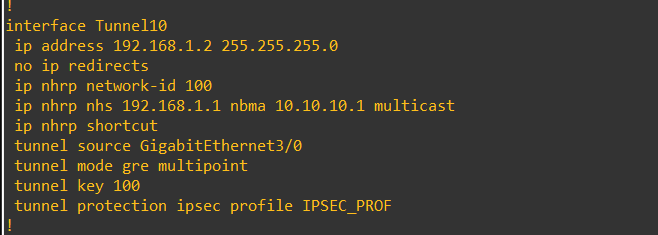 !
interface Tunnel10
ip address 192.168.1.2 255.255.255.0
no ip redirects
ip nhrp network-id 100
ip nhrp nhs 192.168.1.1 nbma 10.10.10.1 multicast
ip nhrp shortcut
tunnel source GigabitEthernet3/0
tunnel mode gre multipoint
tunnel key 100
tunnel protection ipsec profile IPSEC_PROF
!